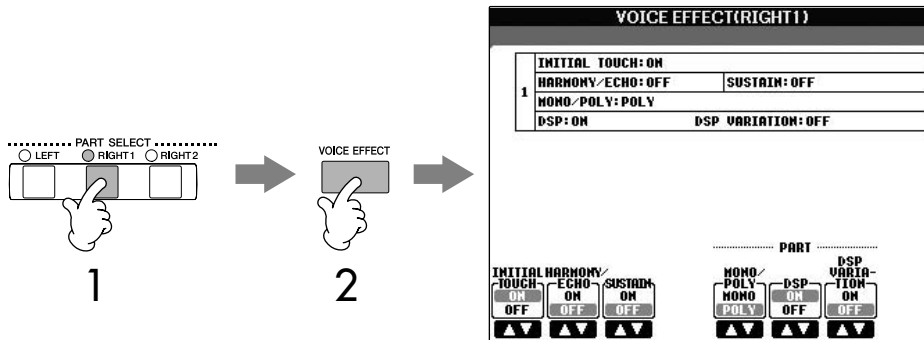 VOICE EFFECT(RIGHT1)
INITIAL TOUCH:ON
HARMONY/ECHO:OFF SUSTAIN:OFF
1
MONO/POLY:POLY
DSP:ON DSP VARIATION:OFF
PART SELECT
LEFT RIGHT1 RIGHT2
VOICE EFFECT
1
2
PART
INITIAL TOUCH HARMONY/ECHO SUSTAIN MONO/POLY DSP DSP VARIA-TION
ON ON ON MONO ON ON
OFF OFF OFF POLY OFF OFF